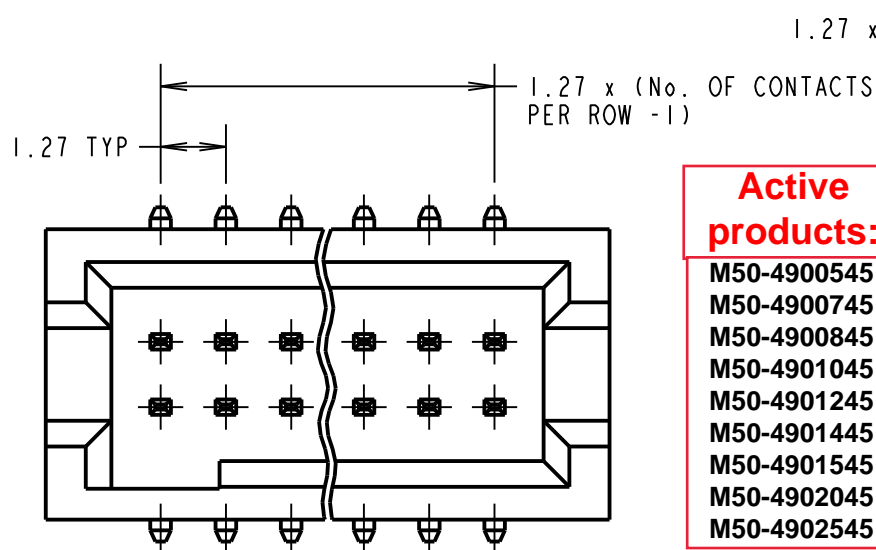 1.27 x
1.27 x (No. OF CONTACTS
PER ROW -1)
1.27 TYP
Active
products:
M50-4900545
M50-4900745
M50-4900845
M50-4901045
M50-4901245
M50-4901445
M50-4901545
M50-4902045
M50-4902545